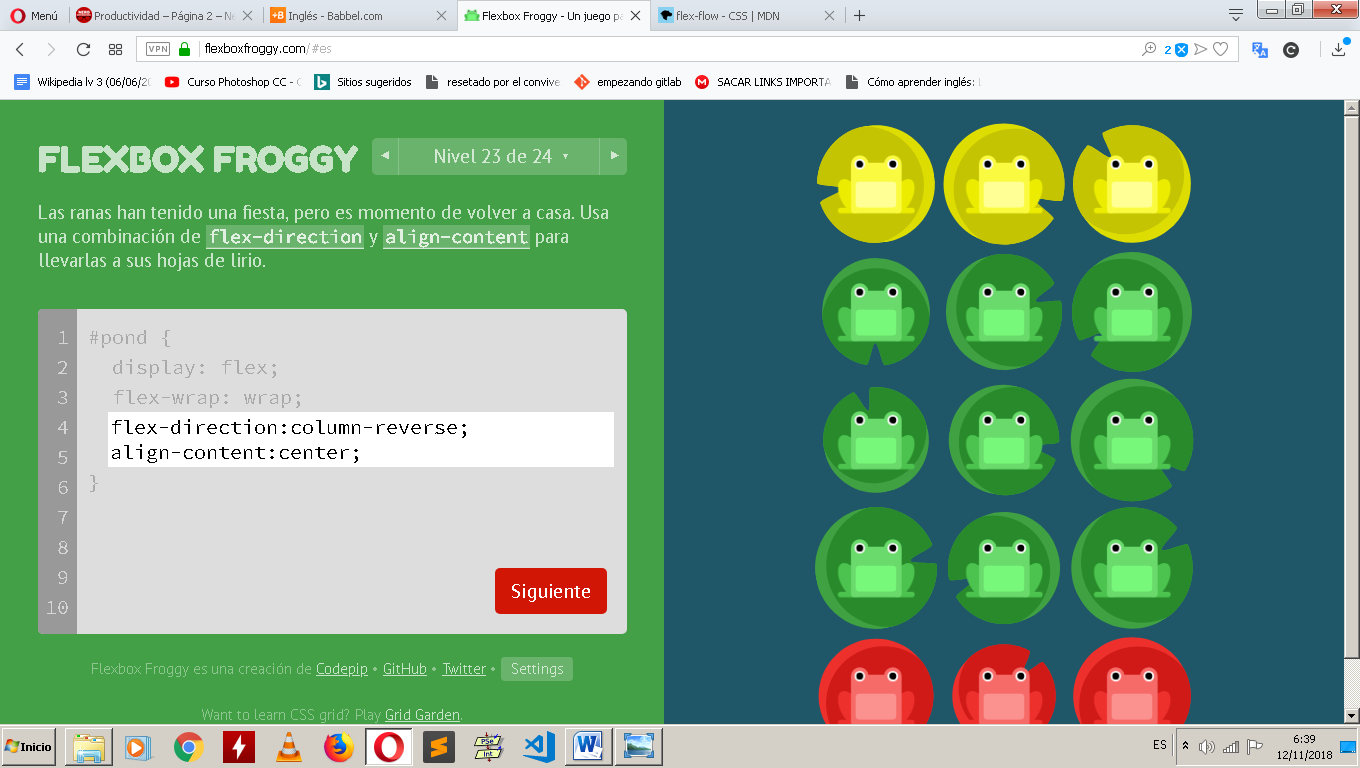 Menú
Productividad – Página 2 – Ne
Inglés - Babbel.com
Flexbox Froggy - Un juego pa
flex-flow - CSS | MDN
VPN
flexboxfroggy.com/#es
2
Wikipedia lv 3 (06/06/20
Curso Photoshop CC - C
Sitios sugeridos
resetado por el convive
empezando gitlab
SACAR LINKS IMPORTA
Cómo aprender inglés:
FLEXBOX FROGGY
Nivel 23 de 24
Las ranas han tenido una fiesta, pero es momento de volver a casa. Usa
una combinación de flex-direction y align-content para
llevarlas a sus hojas de lirio.
1 #pond {
2 display: flex;
3 flex-wrap: wrap;
4 flex-direction:column-reverse;
5 align-content:center;
6 }
7
8
9
10
Siguiente
Flexbox Froggy es una creación de Codepip • GitHub • Twitter • Settings
Want to learn CSS grid? Play Grid Garden.
Inicio
PSe
Int
ES
6:39
12/11/2018